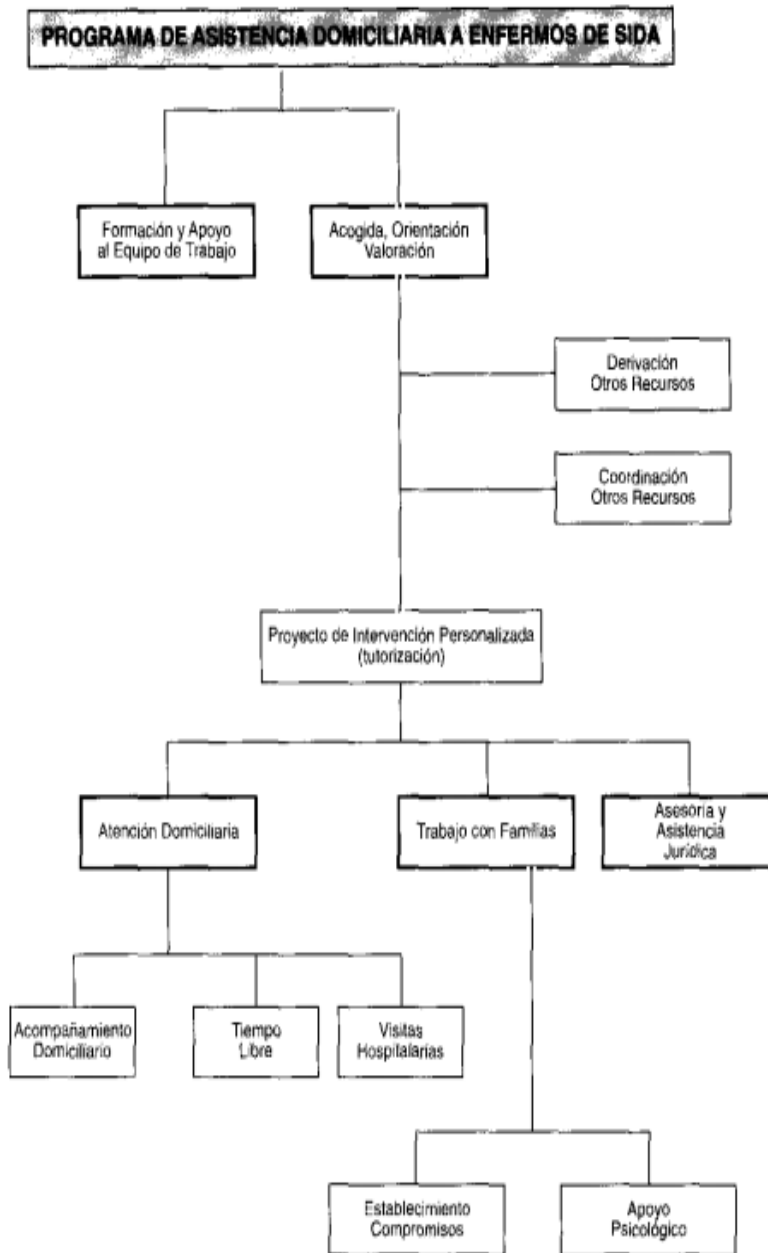 PROGRAMA DE ASISTENCIA DOMICILIARIA A ENFERMOS DE SIDA
Formación y Apoyo
al Equipo de Trabajo
Acogida, Orientación
Valoración
Derivación
Otros Recursos
Coordinación
Otros Recursos
Proyecto de Intervención Personalizada
(tutorización)
Atención Domiciliaria
Trabajo con Familias
Asesoría y
Asistencia
Jurídica
Acompañamiento
Domiciliario
Tiempo
Libre
Visitas
Hospitalarias
Establecimiento
Compromisos
Apoyo
Psicológico